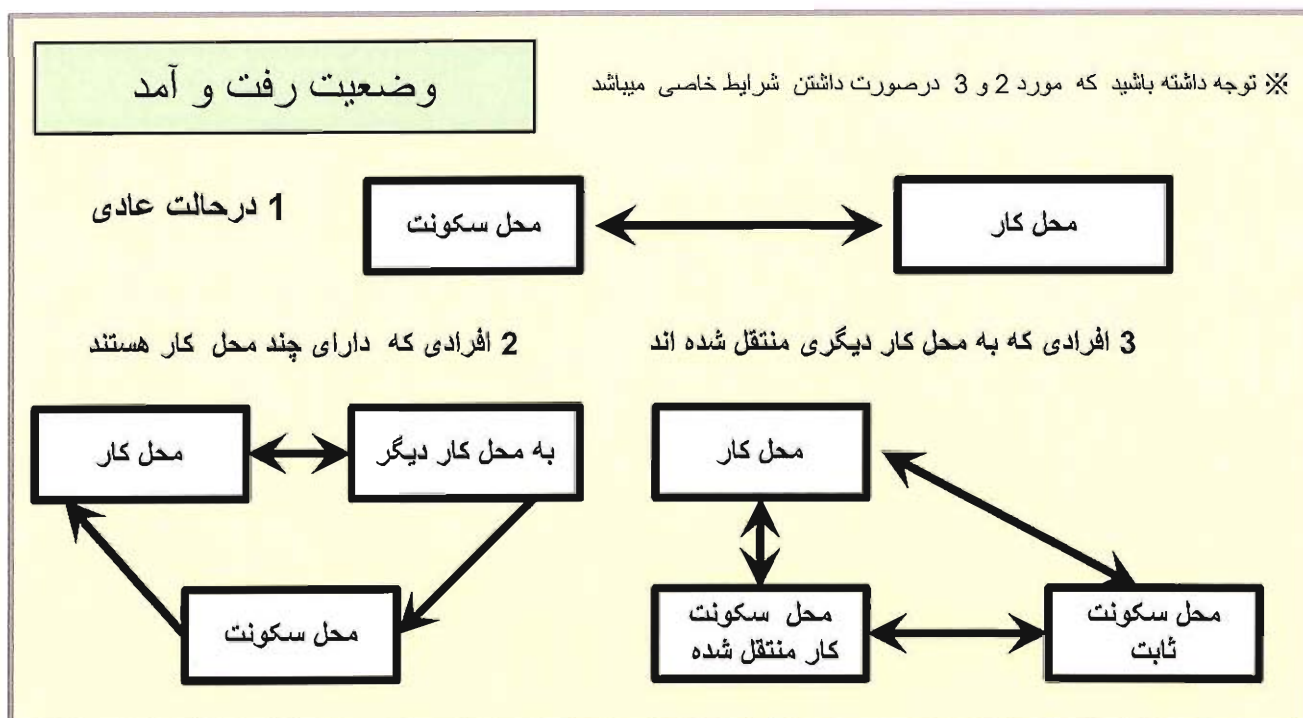 وضعیت رفت و آمد
※ توجه داشته باشید که مورد 2 و 3 درصورت داشتن شرایط خاصی میباشد
1 درحالت عادی
محل سکونت
محل کار
2 افرادی که دارای چند محل کار هستند
محل کار
به محل کار دیگر
محل سکونت
3 افرادی که به محل کار دیگری منتقل شده اند
محل کار
محل سکونت
کار منتقل شده
محل سکونت
ثابت